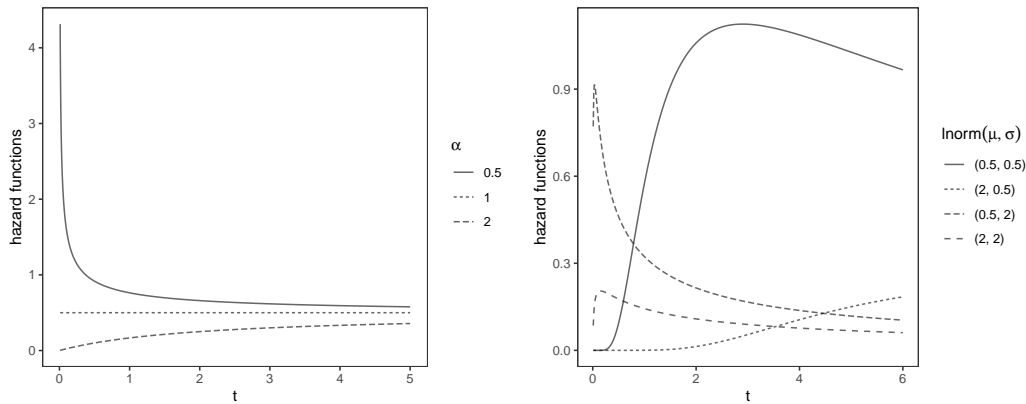 hazard functions
4
3
2
1
0
0 1 2 3 4 5
t
α
0.5
1
2
hazard functions
0.9
0.6
0.3
0.0
0 2 4 6
t
lnorm(μ, σ)
(0.5, 0.5)
(2, 0.5)
(0.5, 2)
(2, 2)